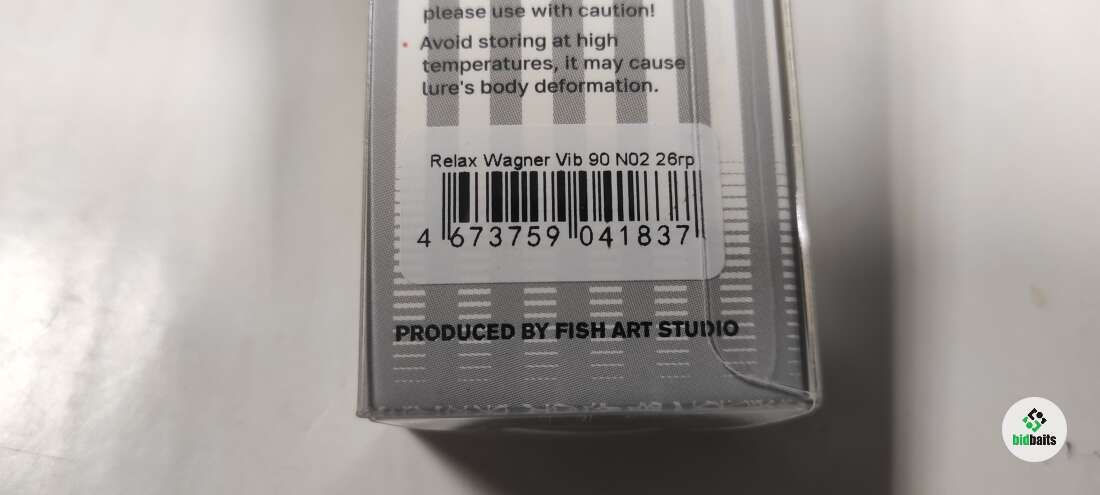 please use with caution!
• Avoid storing at high
temperatures, it may cause
lure's body deformation.
Relax Wagner Vib 90 N02 26гр
4 673759 041837
PRODUCED BY FISH ART STUDIO
bidbaits